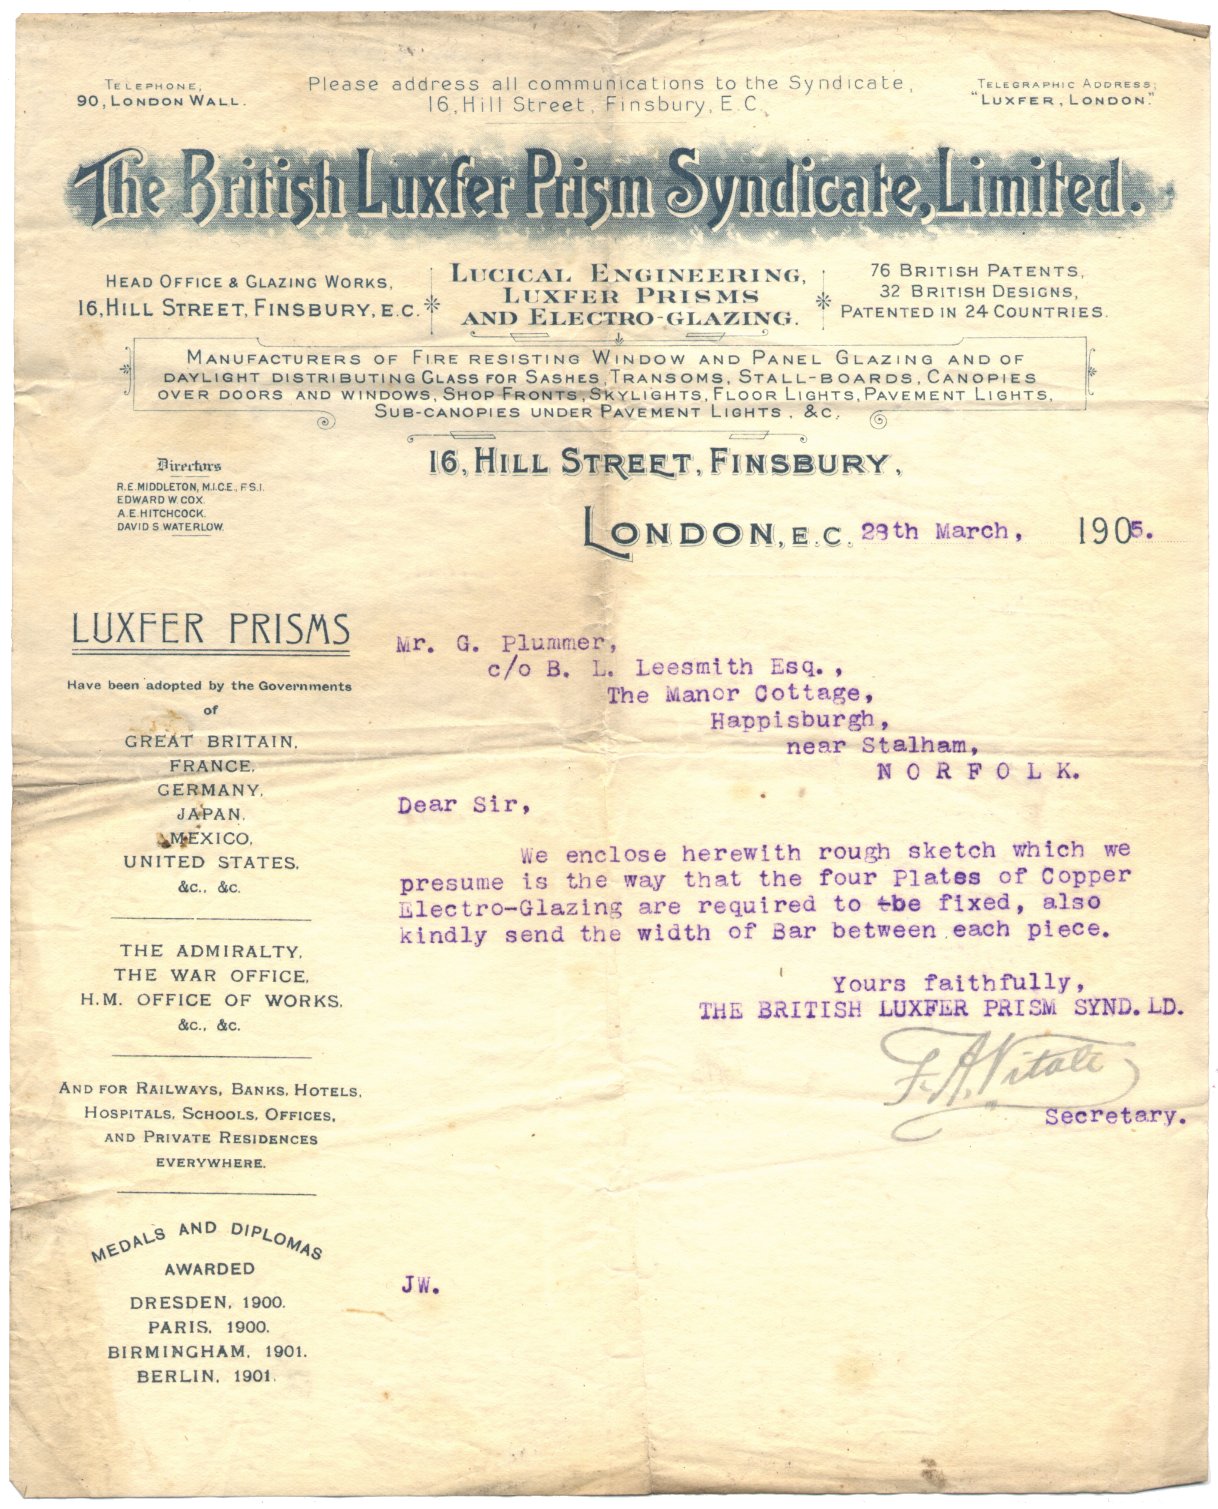 TELEPHONE,
90, LONDON WALL.
Please address all communications to the Syndicate,
16, Hill Street, Finsbury, E.C.
TELEGRAPHIC ADDRESS;
"LUXFER, LONDON."
The British Luxfer Prism Syndicate, Limited.
HEAD OFFICE & GLAZING WORKS,
16, HILL STREET, FINSBURY, E.C.
LUCICAL ENGINEERING,
LUXFER PRISMS
AND ELECTRO-GLAZING.
76 BRITISH PATENTS,
32 BRITISH DESIGNS,
PATENTED IN 24 COUNTRIES.
MANUFACTURERS OF FIRE RESISTING WINDOW AND PANEL GLAZING AND OF
DAYLIGHT DISTRIBUTING GLASS FOR SASHES, TRANSOMS, STALL-BOARDS, CANOPIES
OVER DOORS AND WINDOWS, SHOP FRONTS, SKYLIGHTS, FLOOR LIGHTS, PAVEMENT LIGHTS,
SUB-CANOPIES UNDER PAVEMENT LIGHTS, &C,
16, HILL STREET, FINSBURY,
Directors
R.E. MIDDLETON, M.I.C.E., F.S.I.
EDWARD W. COX.
A.E. HITCHCOCK.
DAVID S. WATERLOW.
LONDON, E.C. 28th March, 1905.
LUXFER PRISMS
Have been adopted by the Governments
of
GREAT BRITAIN,
FRANCE,
GERMANY,
JAPAN,
MEXICO,
UNITED STATES,
&c., &c.
THE ADMIRALTY,
THE WAR OFFICE,
H.M. OFFICE OF WORKS,
&c., &c.
AND FOR RAILWAYS, BANKS, HOTELS,
HOSPITALS, SCHOOLS, OFFICES,
AND PRIVATE RESIDENCES
EVERYWHERE.
MEDALS AND DIPLOMAS
AWARDED
DRESDEN, 1900.
PARIS, 1900.
BIRMINGHAM, 1901.
BERLIN, 1901.
Mr. G. Plummer,
c/o B. L. Leesmith Esq.,
The Manor Cottage,
Happisburgh,
near Stalham,
N O R F O L K.
Dear Sir,
We enclose herewith rough sketch which we
presume is the way that the four Plates of Copper
Electro-Glazing are required to be fixed, also
kindly send the width of Bar between each piece.
Yours faithfully,
THE BRITISH LUXFER PRISM SYND. LD.
F. A. Vitale
Secretary.
JW.